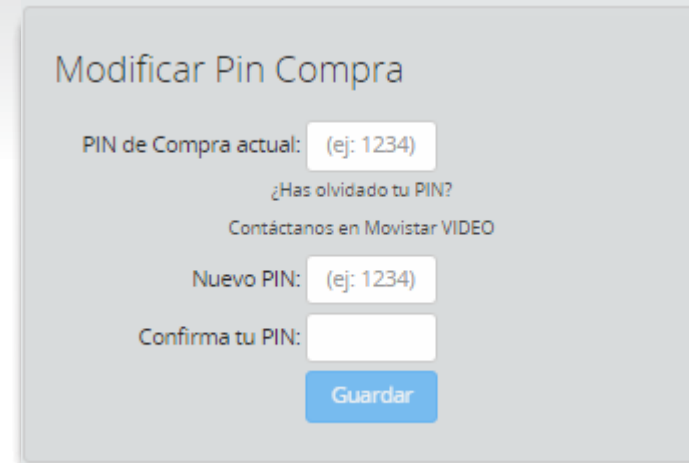 Modificar Pin Compra
PIN de Compra actual: (ej: 1234)
¿Has olvidado tu PIN?
Contáctanos en Movistar VIDEO
Nuevo PIN: (ej: 1234)
Confirma tu PIN:
Guardar